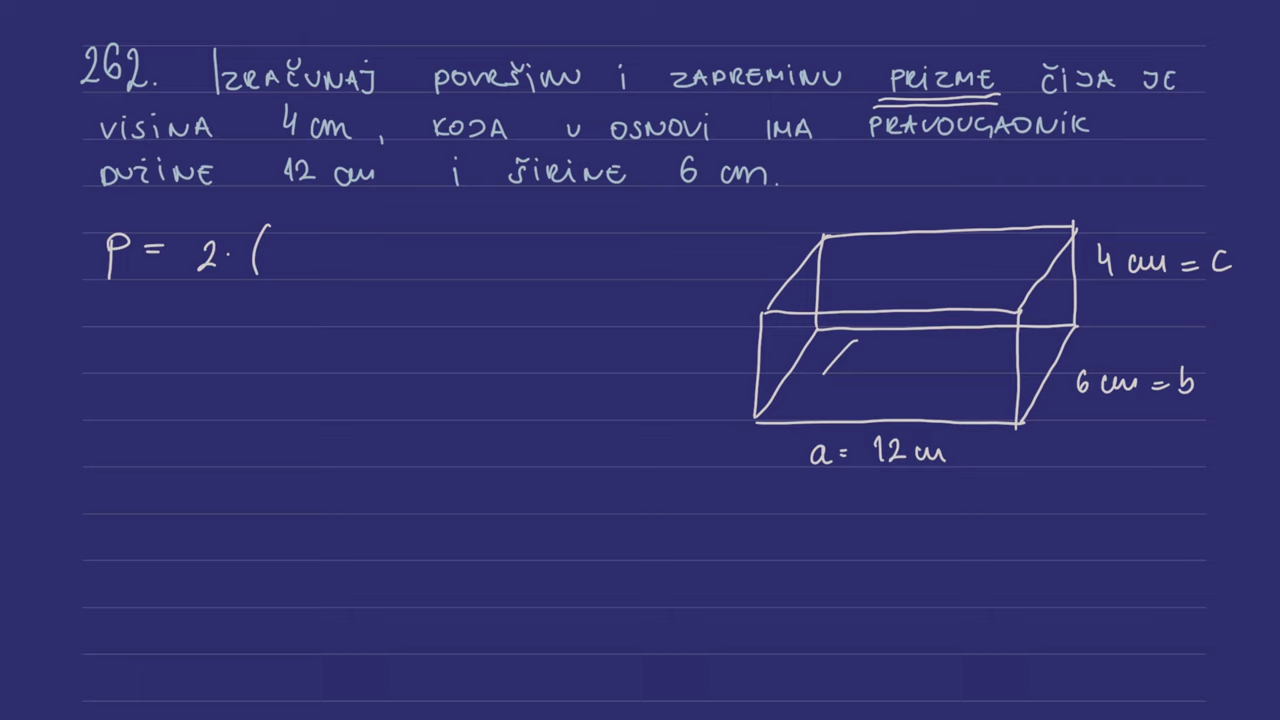 262. IZRAČUNAJ POVRŠINU I ZAPREMINU PRIZME ČIJA JE
VISINA 4 cm, KOJA U OSNOVI IMA PRAVOUGAONIK
DUŽINE 12 cm I ŠIRINE 6 cm.
P = 2 · (
4 cm = c
6 cm = b
a = 12 cm